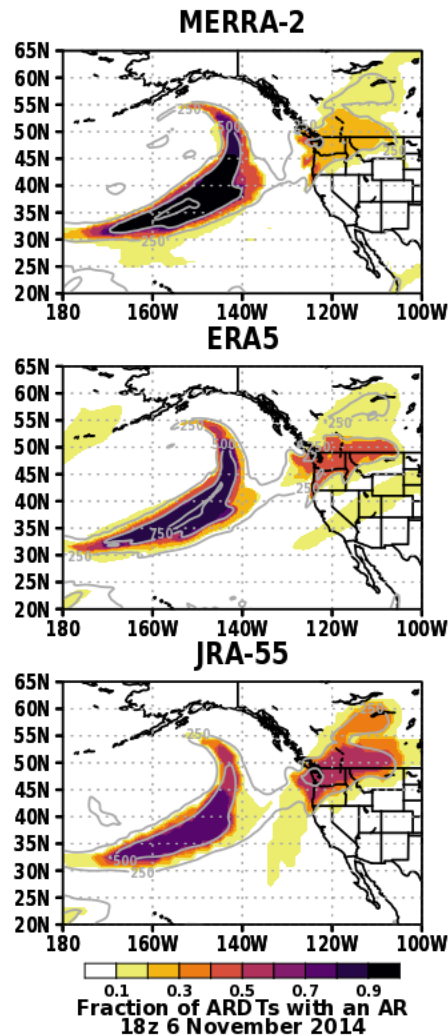 MERRA-2
65N
60N
55N
50N
45N
40N
35N
30N
25N
20N
250
500
250
250
250
180 160W 140W 120W 100W
ERA5
65N
60N
55N
50N
45N
40N
35N
30N
25N
20N
250
250
500
250
750
250
180 160W 140W 120W 100W
JRA-55
65N
60N
55N
50N
45N
40N
35N
30N
25N
20N
250
250
500
250
180 160W 140W 120W 100W
0.1 0.3 0.5 0.7 0.9
Fraction of ARDTs with an AR
18z 6 November 2014